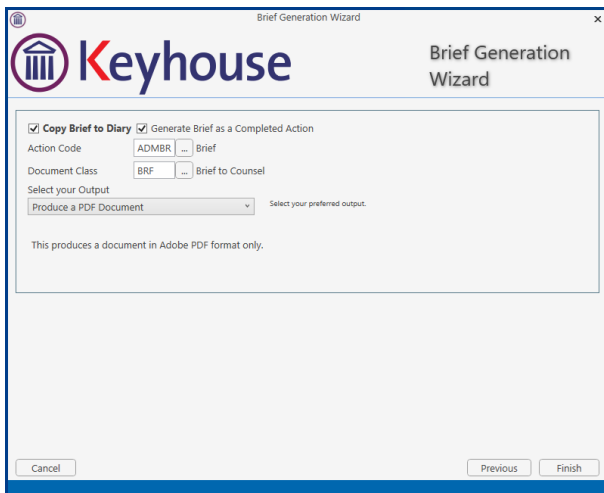 Brief Generation Wizard
Keyhouse
Brief Generation
Wizard
Copy Brief to Diary Generate Brief as a Completed Action
Action Code ADMBR ... Brief
Document Class BRF ... Brief to Counsel
Select your Output
Produce a PDF Document Select your preferred output.
This produces a document in Adobe PDF format only.
Cancel Previous Finish